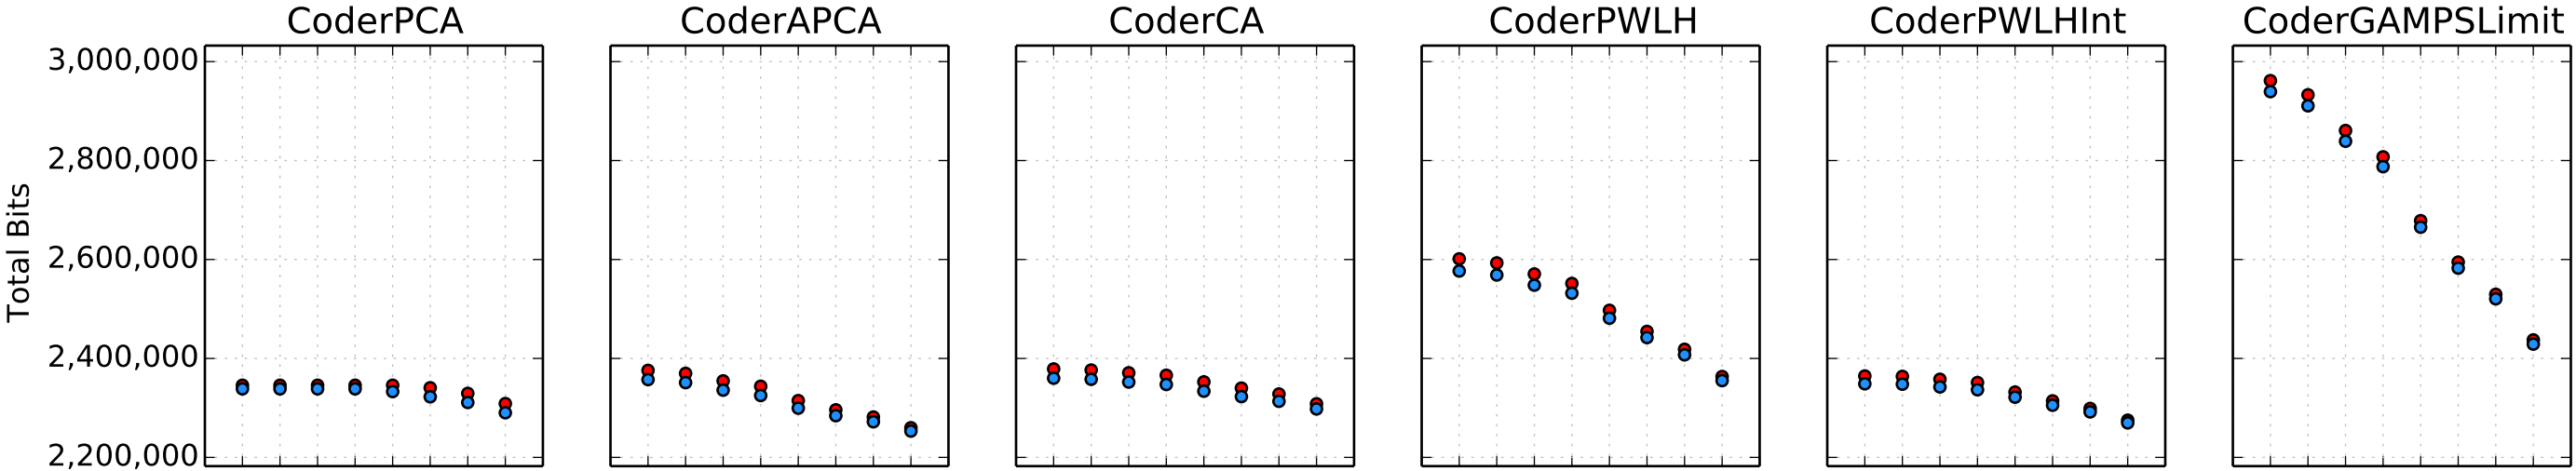 CoderPCA CoderAPCA CoderCA CoderPWLH CoderPWLHInt CoderGAMPSLimit
3,000,000
2,800,000
2,600,000
2,400,000
2,200,000
Total Bits